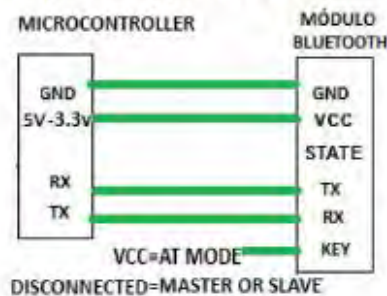 MICROCONTROLLER
MÓDULO
BLUETOOTH
GND
5V-3.3v
RX
TX
GND
VCC
STATE
TX
RX
KEY
VCC=AT MODE
DISCONNECTED=MASTER OR SLAVE